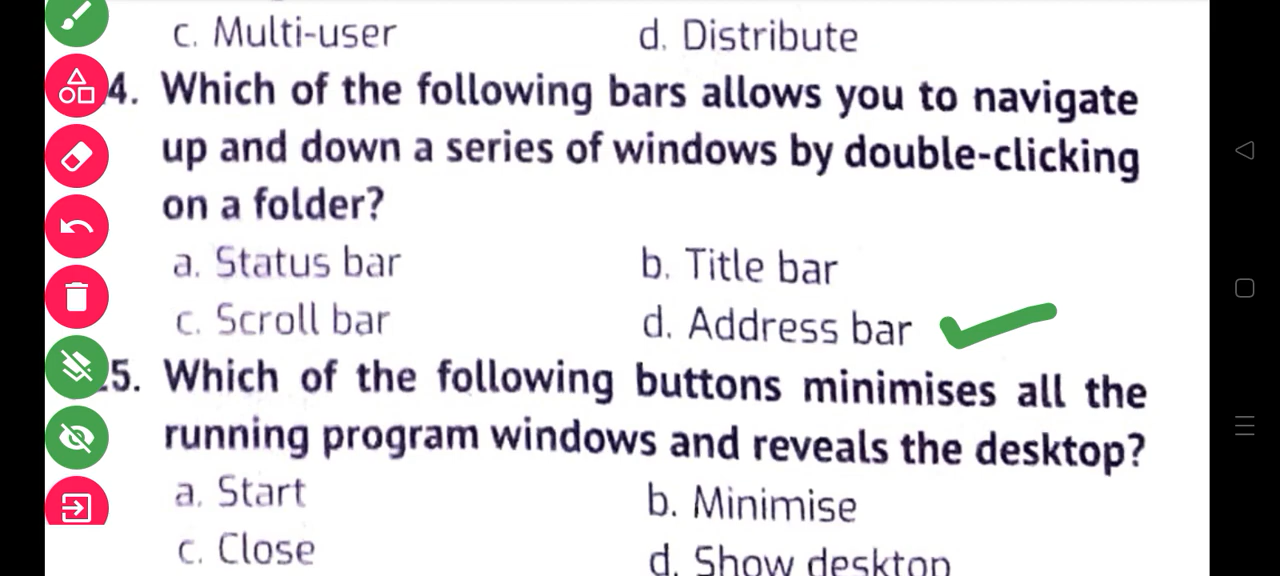 c. Multi-user d. Distribute
4. Which of the following bars allows you to navigate
up and down a series of windows by double-clicking
on a folder?
a. Status bar b. Title bar
c. Scroll bar d. Address bar
5. Which of the following buttons minimises all the
running program windows and reveals the desktop?
a. Start b. Minimise
c. Close d. Show desktop